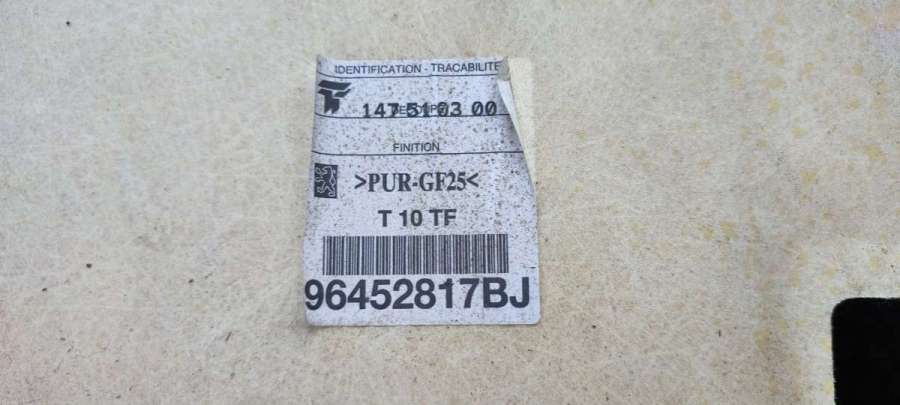 IDENTIFICATION - TRACABILITE
147 51 03 00
FINITION
>PUR-GF25<
T 10 TF
96452817BJ